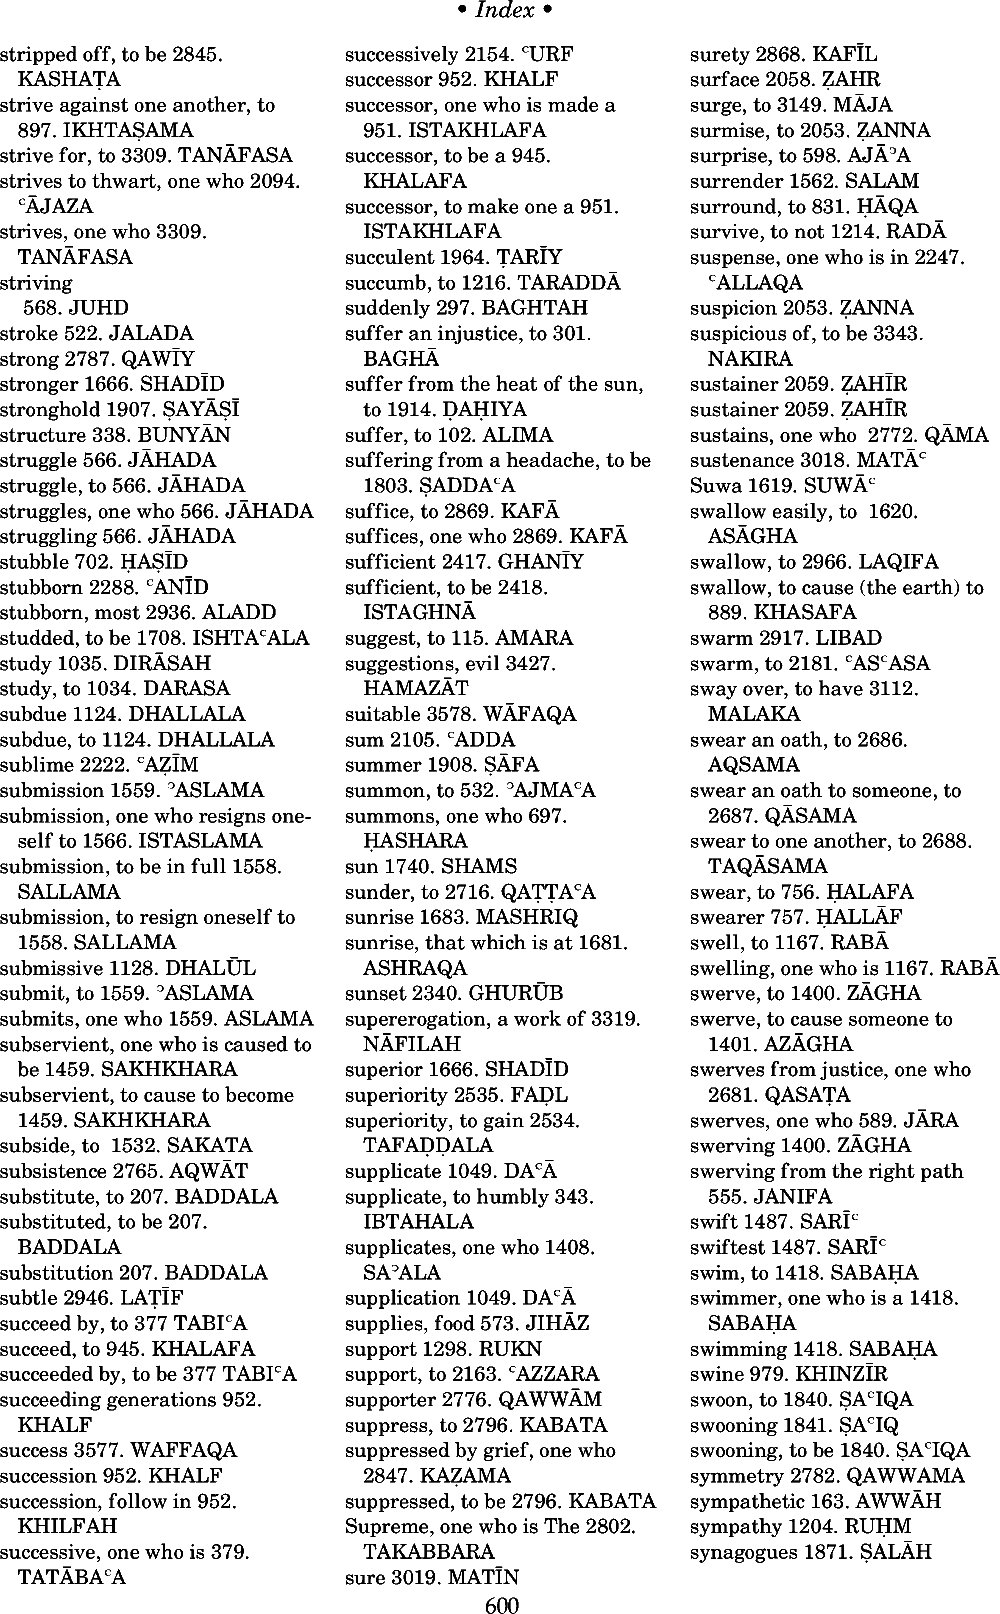 • Index •
stripped off, to be 2845.
KASHAṬA
strive against one another, to
897. IKHTAṢAMA
strive for, to 3309. TANĀFASA
strives to thwart, one who 2094.
ᶜĀJAZA
strives, one who 3309.
TANĀFASA
striving
568. JUHD
stroke 522. JALADA
strong 2787. QAWĪY
stronger 1666. SHADĪD
stronghold 1907. ṢAYĀṢĪ
structure 338. BUNYĀN
struggle 566. JĀHADA
struggle, to 566. JĀHADA
struggles, one who 566. JĀHADA
struggling 566. JĀHADA
stubble 702. ḤAṢĪD
stubborn 2288. ᶜANĪD
stubborn, most 2936. ALADD
studded, to be 1708. ISHTAᶜALA
study 1035. DIRĀSAH
study, to 1034. DARASA
subdue 1124. DHALLALA
subdue, to 1124. DHALLALA
sublime 2222. ᶜAẒĪM
submission 1559. ᵓASLAMA
submission, one who resigns one-
self to 1566. ISTASLAMA
submission, to be in full 1558.
SALLAMA
submission, to resign oneself to
1558. SALLAMA
submissive 1128. DHALŪL
submit, to 1559. ᵓASLAMA
submits, one who 1559. ASLAMA
subservient, one who is caused to
be 1459. SAKHKHARA
subservient, to cause to become
1459. SAKHKHARA
subside, to 1532. SAKATA
subsistence 2765. AQWĀT
substitute, to 207. BADDALA
substituted, to be 207.
BADDALA
substitution 207. BADDALA
subtle 2946. LAṬĪF
succeed by, to 377 TABIᶜA
succeed, to 945. KHALAFA
succeeded by, to be 377 TABIᶜA
succeeding generations 952.
KHALF
success 3577. WAFFAQA
succession 952. KHALF
succession, follow in 952.
KHILFAH
successive, one who is 379.
TATĀBAᶜA
successively 2154. ᶜURF
successor 952. KHALF
successor, one who is made a
951. ISTAKHLAFA
successor, to be a 945.
KHALAFA
successor, to make one a 951.
ISTAKHLAFA
succulent 1964. ṬARĪY
succumb, to 1216. TARADDĀ
suddenly 297. BAGHTAH
suffer an injustice, to 301.
BAGHĀ
suffer from the heat of the sun,
to 1914. ḌAḤIYA
suffer, to 102. ALIMA
suffering from a headache, to be
1803. ṢADDAᶜA
suffice, to 2869. KAFĀ
suffices, one who 2869. KAFĀ
sufficient 2417. GHANĪY
sufficient, to be 2418.
ISTAGHNĀ
suggest, to 115. AMARA
suggestions, evil 3427.
HAMAZĀT
suitable 3578. WĀFAQA
sum 2105. ᶜADDA
summer 1908. ṢĀFA
summon, to 532. ᵓAJMAᶜA
summons, one who 697.
ḤASHARA
sun 1740. SHAMS
sunder, to 2716. QAṬṬAᶜA
sunrise 1683. MASHRIQ
sunrise, that which is at 1681.
ASHRAQA
sunset 2340. GHURŪB
supererogation, a work of 3319.
NĀFILAH
superior 1666. SHADĪD
superiority 2535. FAḌL
superiority, to gain 2534.
TAFAḌḌALA
supplicate 1049. DAᶜĀ
supplicate, to humbly 343.
IBTAHALA
supplicates, one who 1408.
SAᵓALA
supplication 1049. DAᶜĀ
supplies, food 573. JIHĀZ
support 1298. RUKN
support, to 2163. ᶜAZZARA
supporter 2776. QAWWĀM
suppress, to 2796. KABATA
suppressed by grief, one who
2847. KAẒAMA
suppressed, to be 2796. KABATA
Supreme, one who is The 2802.
TAKABBARA
sure 3019. MATĪN
surety 2868. KAFĪL
surface 2058. ẒAHR
surge, to 3149. MĀJA
surmise, to 2053. ẒANNA
surprise, to 598. AJĀᵓA
surrender 1562. SALAM
surround, to 831. ḤĀQA
survive, to not 1214. RADĀ
suspense, one who is in 2247.
ᶜALLAQA
suspicion 2053. ẒANNA
suspicious of, to be 3343.
NAKIRA
sustainer 2059. ẒAHĪR
sustainer 2059. ẒAHĪR
sustains, one who 2772. QĀMA
sustenance 3018. MATĀᶜ
Suwa 1619. SUWĀᶜ
swallow easily, to 1620.
ASĀGHA
swallow, to 2966. LAQIFA
swallow, to cause (the earth) to
889. KHASAFA
swarm 2917. LIBAD
swarm, to 2181. ᶜASᶜASA
sway over, to have 3112.
MALAKA
swear an oath, to 2686.
AQSAMA
swear an oath to someone, to
2687. QĀSAMA
swear to one another, to 2688.
TAQĀSAMA
swear, to 756. ḤALAFA
swearer 757. ḤALLĀF
swell, to 1167. RABĀ
swelling, one who is 1167. RABĀ
swerve, to 1400. ZĀGHA
swerve, to cause someone to
1401. AZĀGHA
swerves from justice, one who
2681. QASAṬA
swerves, one who 589. JĀRA
swerving 1400. ZĀGHA
swerving from the right path
555. JANIFA
swift 1487. SARĪᶜ
swiftest 1487. SARĪᶜ
swim, to 1418. SABAḤA
swimmer, one who is a 1418.
SABAḤA
swimming 1418. SABAḤA
swine 979. KHINZĪR
swoon, to 1840. ṢAᶜIQA
swooning 1841. ṢAᶜIQ
swooning, to be 1840. ṢAᶜIQA
symmetry 2782. QAWWAMA
sympathetic 163. AWWĀH
sympathy 1204. RUḤM
synagogues 1871. ṢALĀH
600